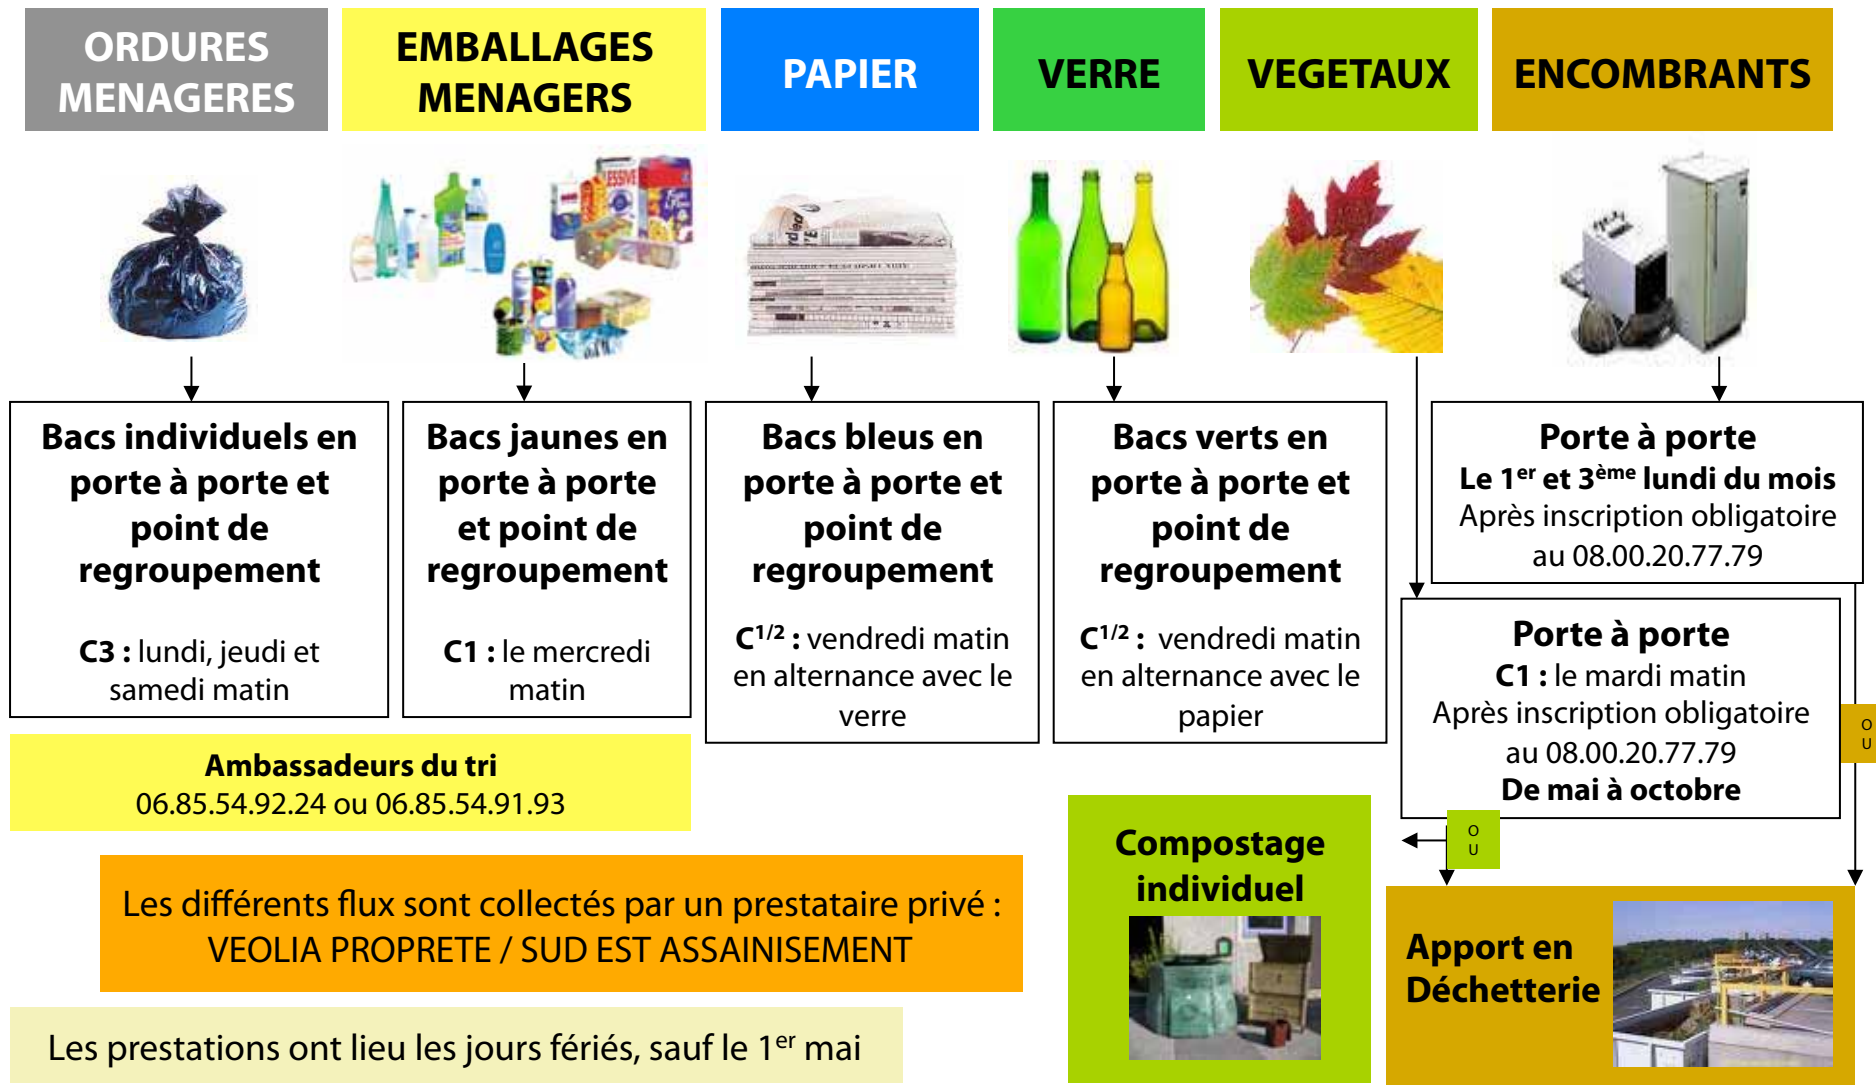 ORDURES
MENAGERES
EMBALLAGES
MENAGERS
PAPIER
VERRE
VEGETAUX
ENCOMBRANTS
Bacs individuels en
porte à porte et
point de
regroupement
C3 : lundi, jeudi et
samedi matin
Bacs jaunes en
porte à porte
et point de
regroupement
C1 : le mercredi
matin
Bacs bleus en
porte à porte et
point de
regroupement
C1/2 : vendredi matin
en alternance avec le
verre
Bacs verts en
porte à porte et
point de
regroupement
C1/2 : vendredi matin
en alternance avec le
papier
Porte à porte
Le 1er et 3ème lundi du mois
Après inscription obligatoire
au 08.00.20.77.79
Porte à porte
C1 : le mardi matin
Après inscription obligatoire
au 08.00.20.77.79
De mai à octobre
O
U
O
U
Ambassadeurs du tri
06.85.54.92.24 ou 06.85.54.91.93
Compostage
individuel
Apport en
Déchetterie
Les différents flux sont collectés par un prestataire privé :
VEOLIA PROPRETE / SUD EST ASSAINISEMENT
Les prestations ont lieu les jours fériés, sauf le 1er mai